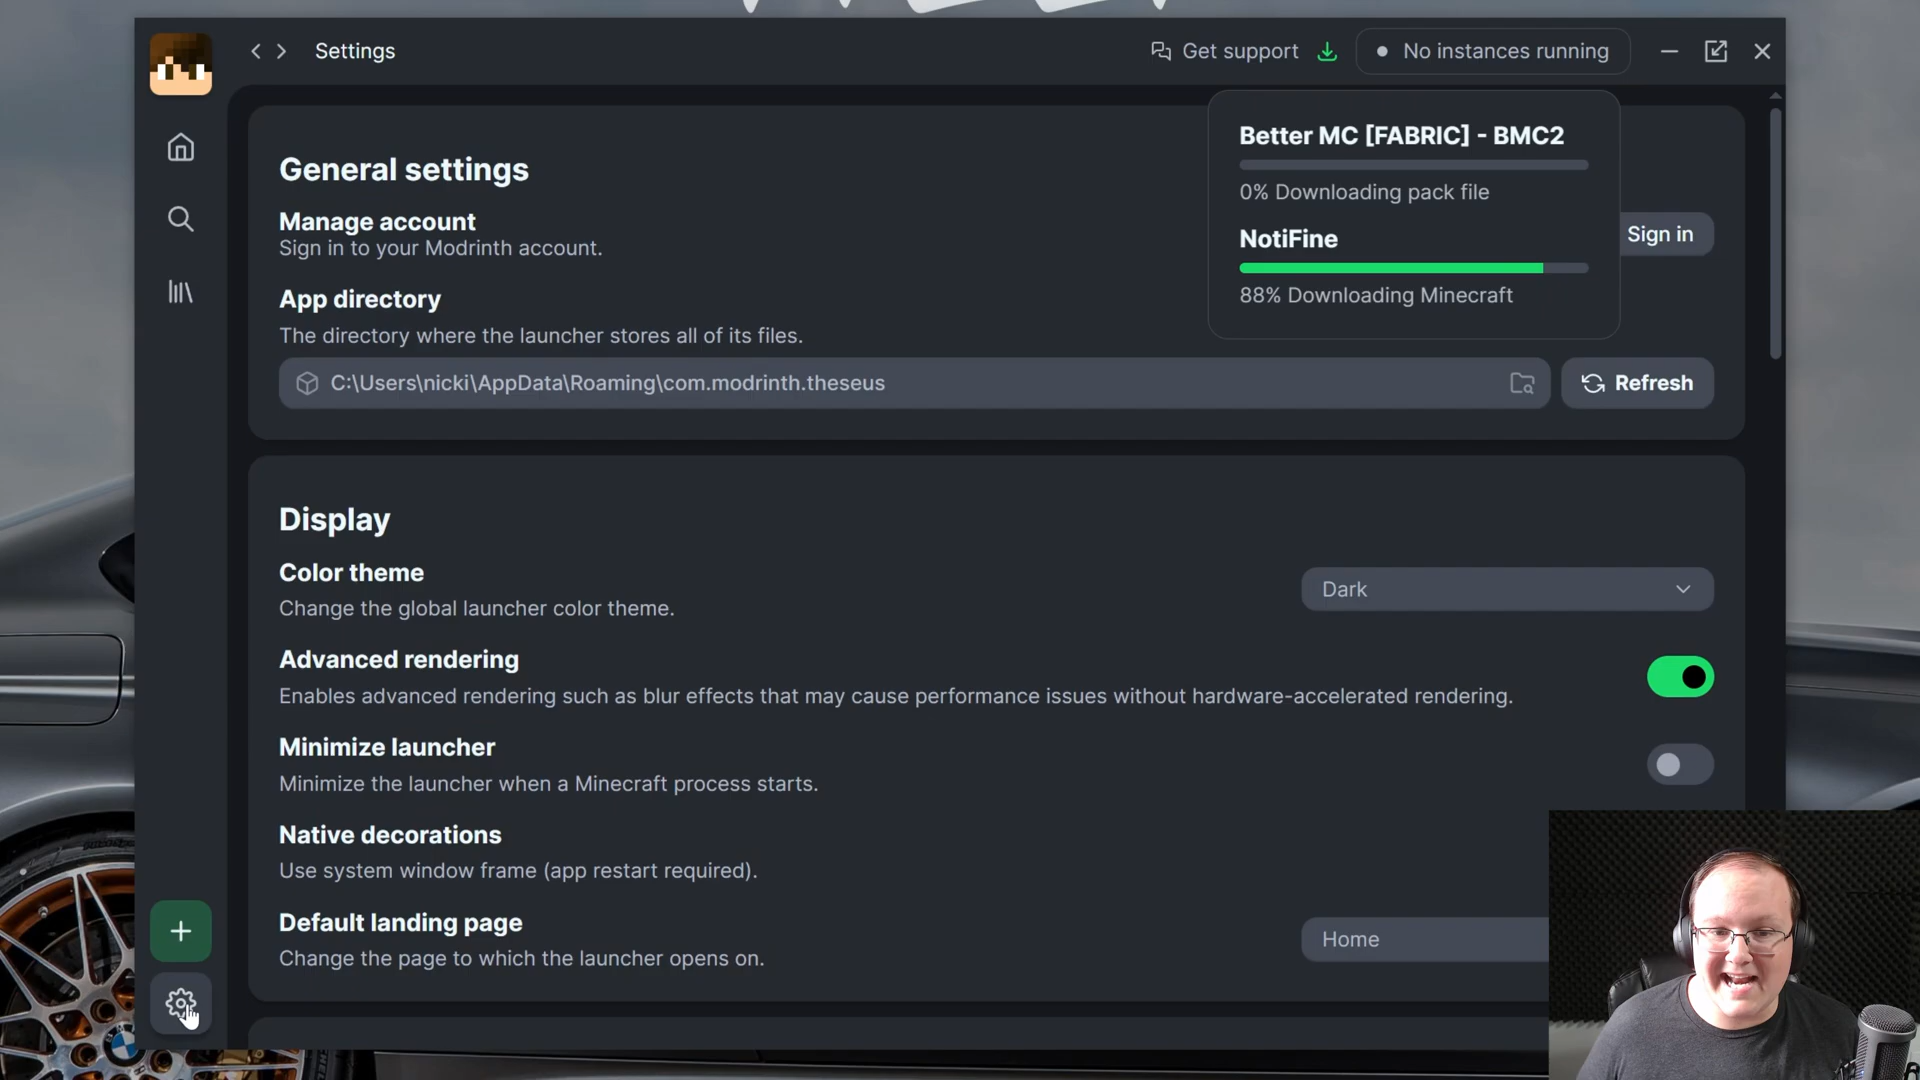 Settings
Get support
No instances running
Better MC [FABRIC] - BMC2
0% Downloading pack file
NotiFine
88% Downloading Minecraft
General settings
Manage account
Sign in to your Modrinth account.
Sign in
App directory
The directory where the launcher stores all of its files.
C:\Users\nicki\AppData\Roaming\com.modrinth.theseus
Refresh
Display
Color theme
Change the global launcher color theme.
Dark
Advanced rendering
Enables advanced rendering such as blur effects that may cause performance issues without hardware-accelerated rendering.
Minimize launcher
Minimize the launcher when a Minecraft process starts.
Native decorations
Use system window frame (app restart required).
Default landing page
Change the page to which the launcher opens on.
Home